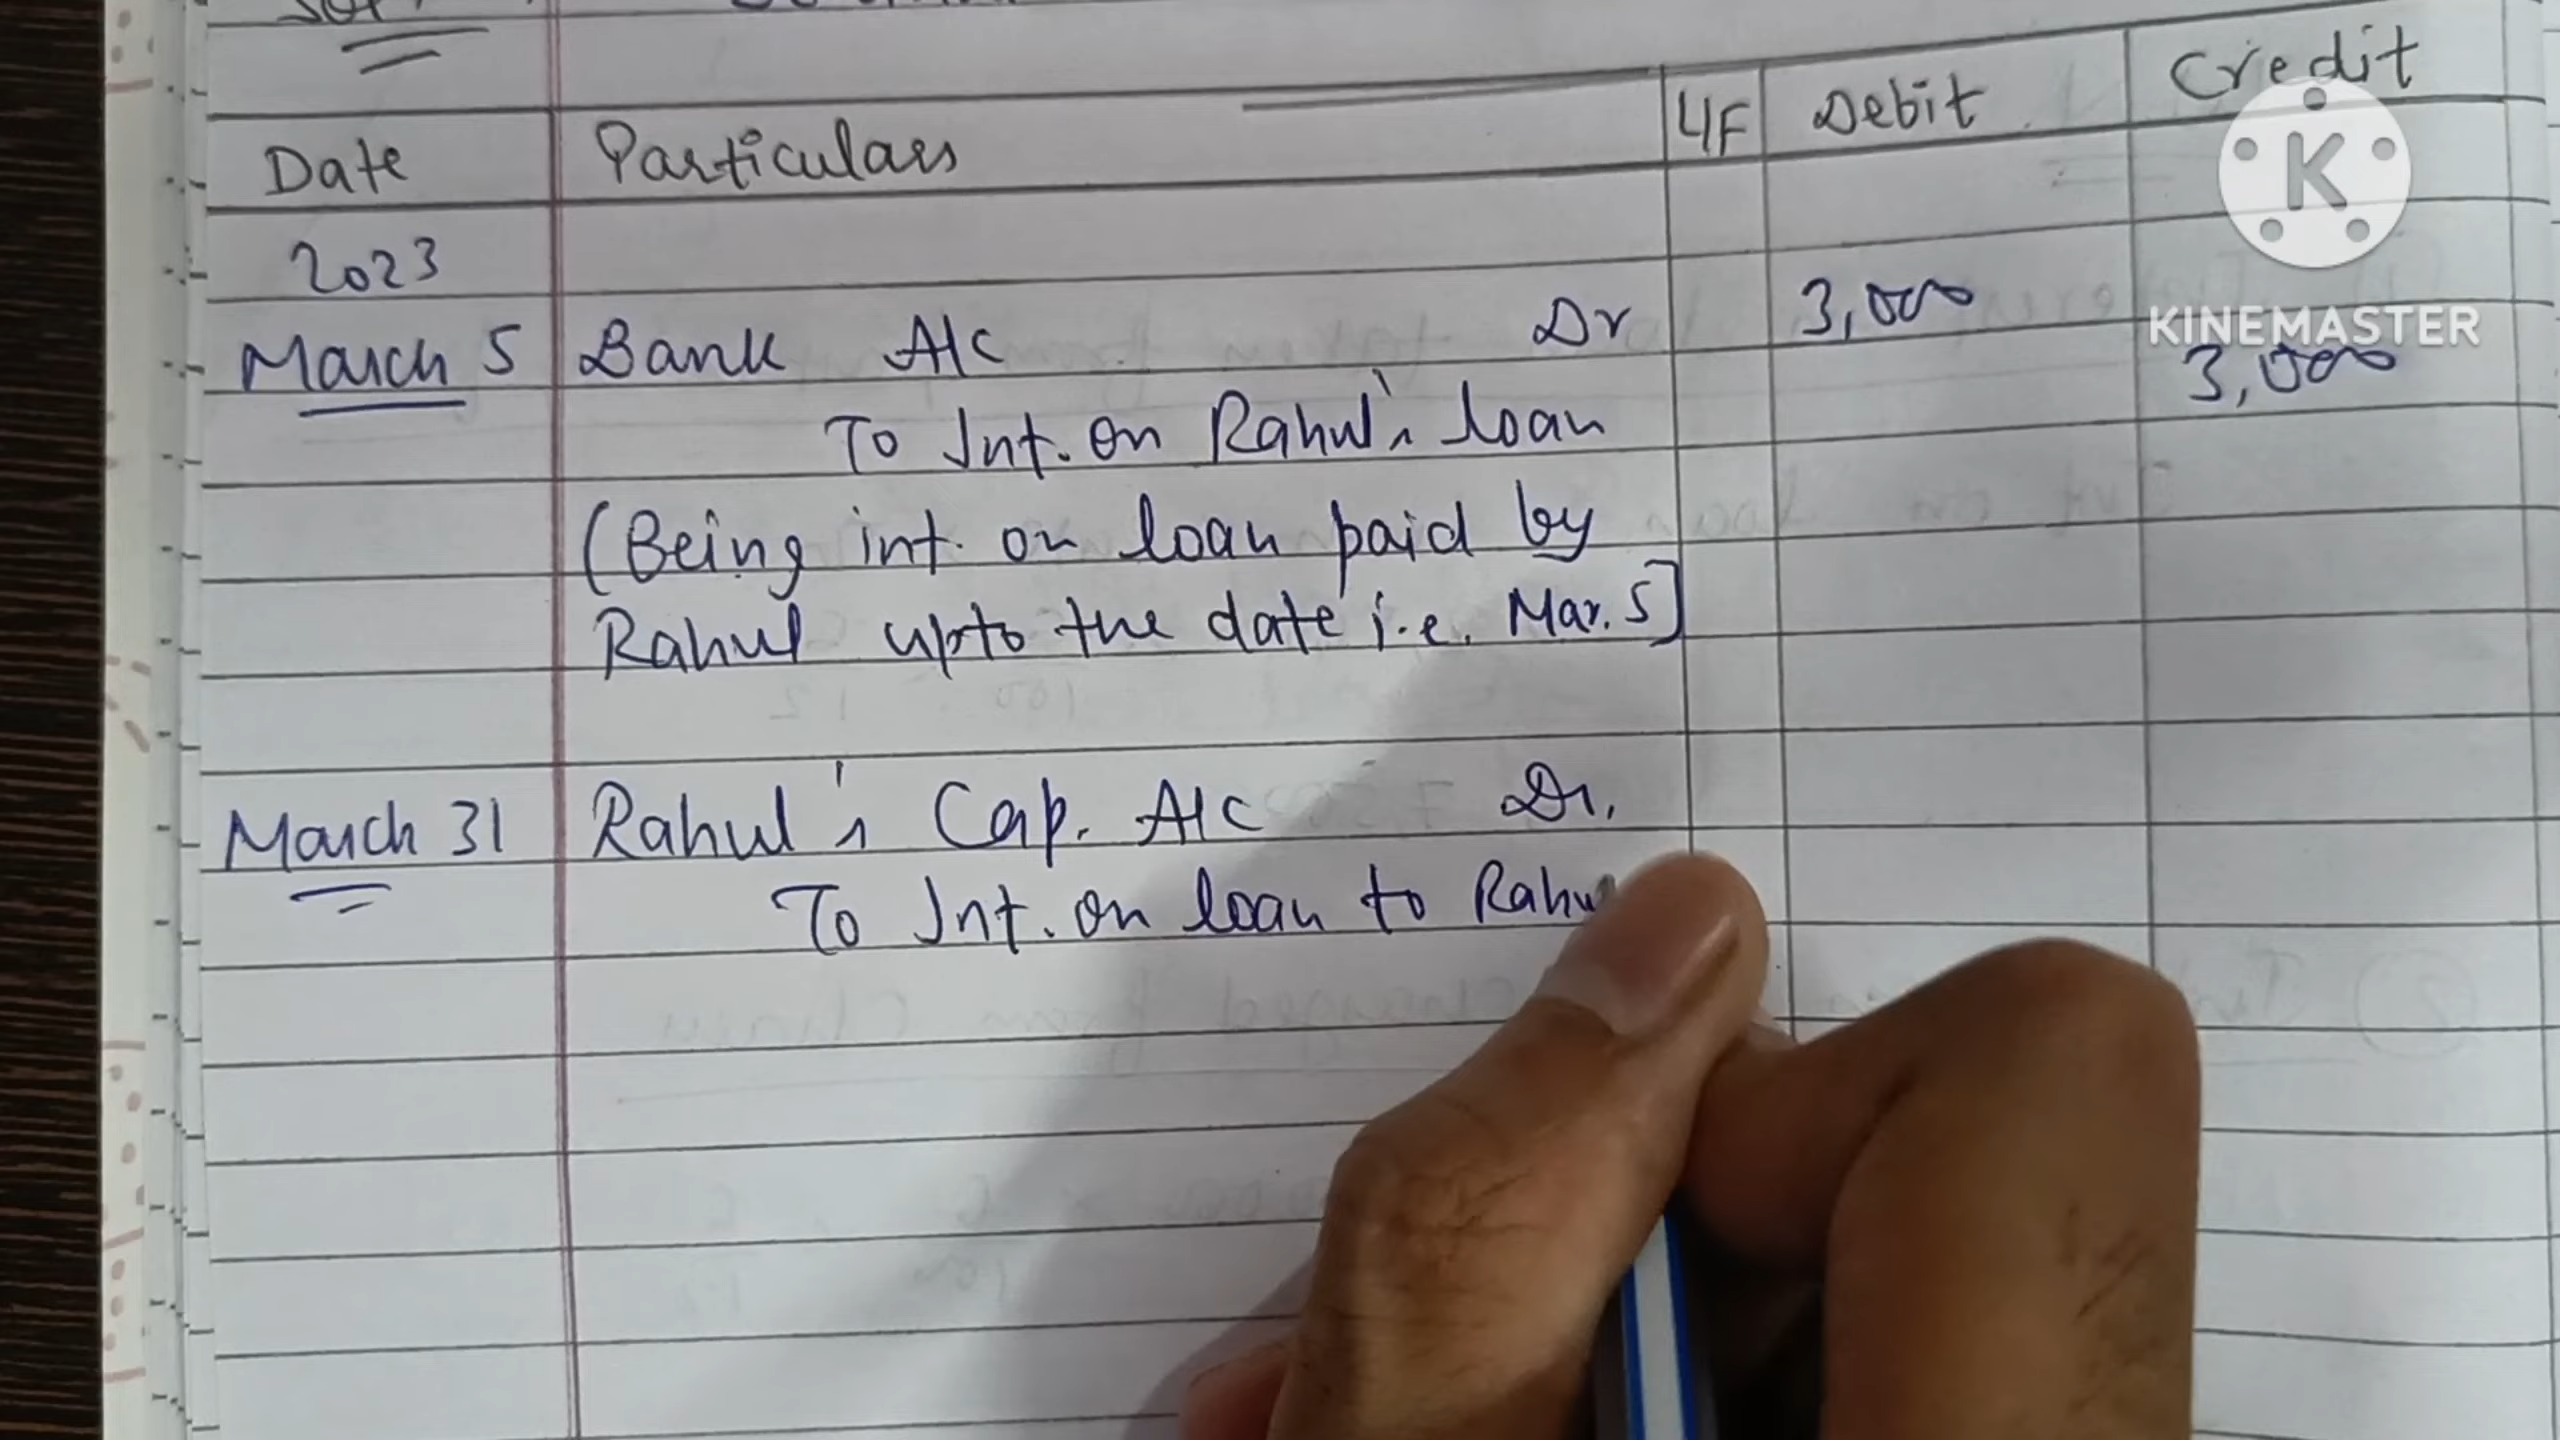 Date Particulars L/F Debit Credit
2023
March 5 Bank A/c Dr 3,000
To Int. on Rahul's loan 3,000
(Being int. on loan paid by
Rahul upto the date i.e. Mar. 5]
March 31 Rahul's Cap. A/c Dr.
To Int. on loan to Rahul
K
KINEMASTER